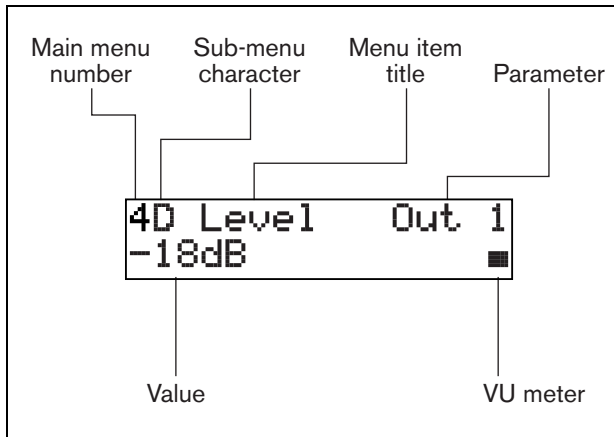 Main menu number
Sub-menu character
Menu item title
Parameter
4D Level Out 1
-18dB
Value
VU meter